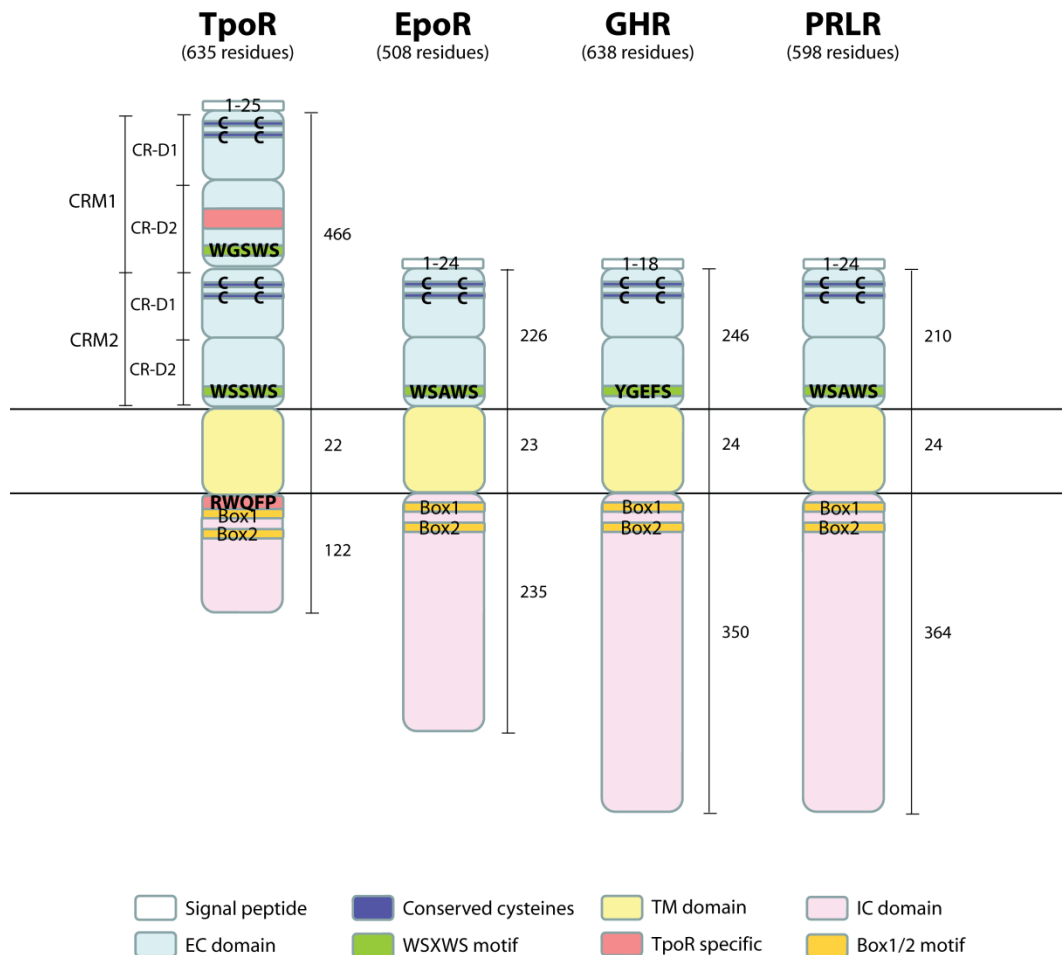 TpoR
(635 residues)
EpoR
(508 residues)
GHR
(638 residues)
PRLR
(598 residues)
1-25
C C
C C
CR-D1
CRM1
CR-D2
466
WGSWS
1-24
1-18
1-24
C C
C C
CR-D1
C C
C C
C C
C C
C C
C C
CRM2
226
246
210
CR-D2
WSSWS
WSAWS
YGEFS
WSAWS
22
23
24
24
RWQFP
Box1
Box2
Box1
Box2
Box1
Box2
Box1
Box2
122
235
350
364
Signal peptide
Conserved cysteines
TM domain
IC domain
EC domain
WSXWS motif
TpoR specific
Box1/2 motif